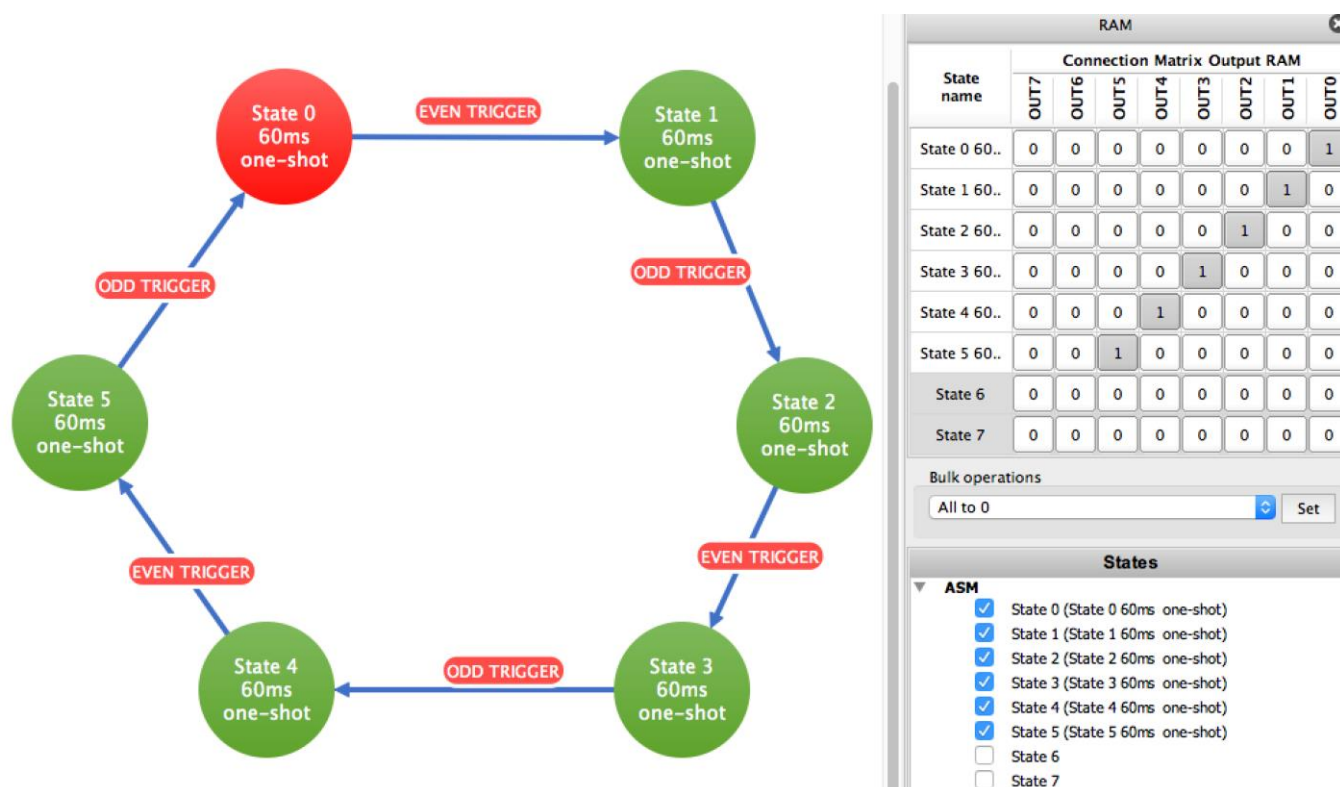 State 0
60ms
one-shot
EVEN TRIGGER
State 1
60ms
one-shot
ODD TRIGGER
ODD TRIGGER
State 5
60ms
one-shot
State 2
60ms
one-shot
EVEN TRIGGER
EVEN TRIGGER
State 4
60ms
one-shot
ODD TRIGGER
State 3
60ms
one-shot
RAM
State name
Connection Matrix Output RAM
OUT7 OUT6 OUT5 OUT4 OUT3 OUT2 OUT1 OUT0
State 0 60.. 0 0 0 0 0 0 0 1
State 1 60.. 0 0 0 0 0 0 1 0
State 2 60.. 0 0 0 0 0 1 0 0
State 3 60.. 0 0 0 0 1 0 0 0
State 4 60.. 0 0 0 1 0 0 0 0
State 5 60.. 0 0 1 0 0 0 0 0
State 6 0 0 0 0 0 0 0 0
State 7 0 0 0 0 0 0 0 0
Bulk operations
All to 0 Set
States
ASM
State 0 (State 0 60ms one-shot)
State 1 (State 1 60ms one-shot)
State 2 (State 2 60ms one-shot)
State 3 (State 3 60ms one-shot)
State 4 (State 4 60ms one-shot)
State 5 (State 5 60ms one-shot)
State 6
State 7